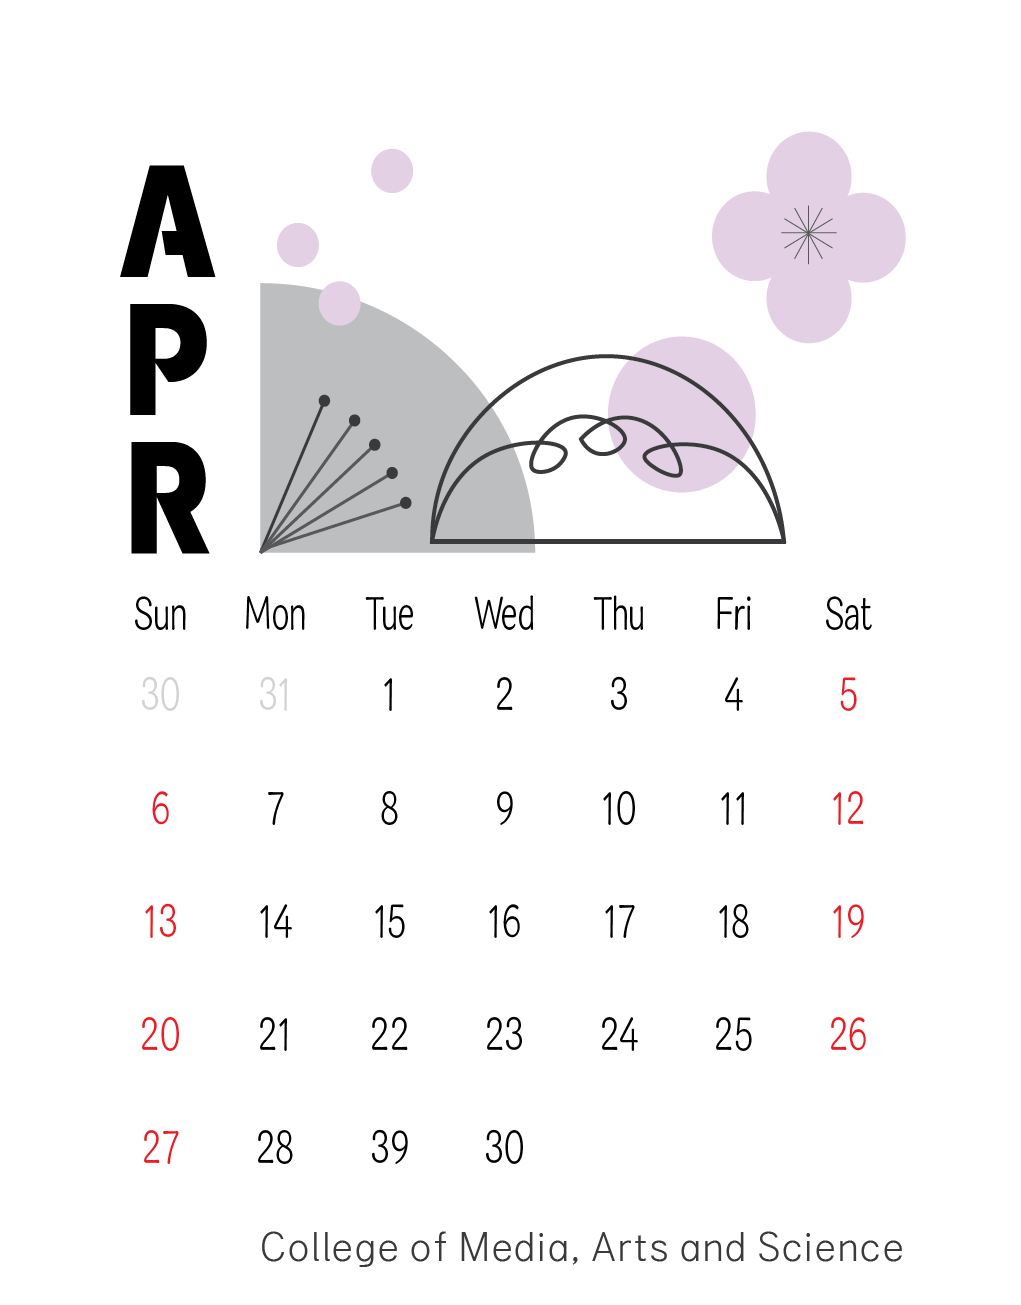 A
P
R
Sun Mon Tue Wed Thu Fri Sat
30 31 1 2 3 4 5
6 7 8 9 10 11 12
13 14 15 16 17 18 19
20 21 22 23 24 25 26
27 28 39 30
College of Media, Arts and Science